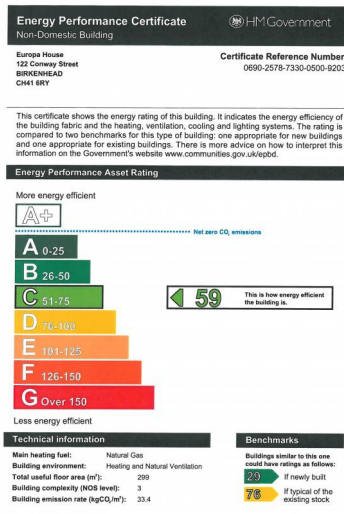 Energy Performance Certificate
Non-Domestic Building
HM Government
Europa House
122 Conway Street
BIRKENHEAD
CH41 6RY
Certificate Reference Number
0690-2578-7330-0500-9203
This certificate shows the energy rating of this building. It indicates the energy efficiency of
the building fabric and the heating, ventilation, cooling and lighting systems. The rating is
compared to two benchmarks for this type of building: one appropriate for new buildings
and one appropriate for existing buildings. There is more advice on how to interpret this
information on the Government's website www.communities.gov.uk/epbd.
Energy Performance Asset Rating
More energy efficient
A+
Net zero CO₂ emissions
A 0-25
B 26-50
C 51-75
59
This is how energy efficient
the building is.
D 76-100
E 101-125
F 126-150
G Over 150
Less energy efficient
Technical information
Main heating fuel: Natural Gas
Building environment: Heating and Natural Ventilation
Total useful floor area (m²): 299
Building complexity (NOS level): 3
Building emission rate (kgCO₂/m²): 33.4
Benchmarks
Buildings similar to this one
could have ratings as follows:
29 If newly built
76 If typical of the
existing stock